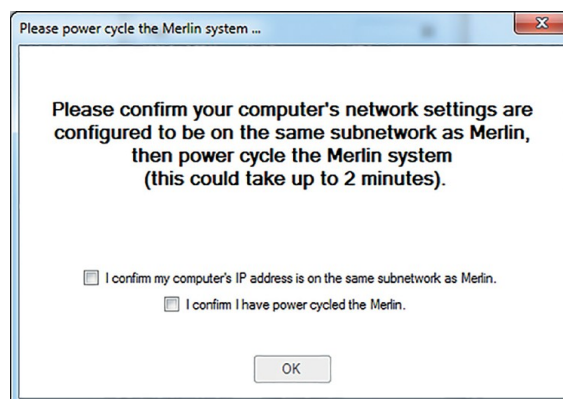 Please power cycle the Merlin system ...
Please confirm your computer's network settings are
configured to be on the same subnetwork as Merlin,
then power cycle the Merlin system
(this could take up to 2 minutes).
I confirm my computer's IP address is on the same subnetwork as Merlin.
I confirm I have power cycled the Merlin.
OK